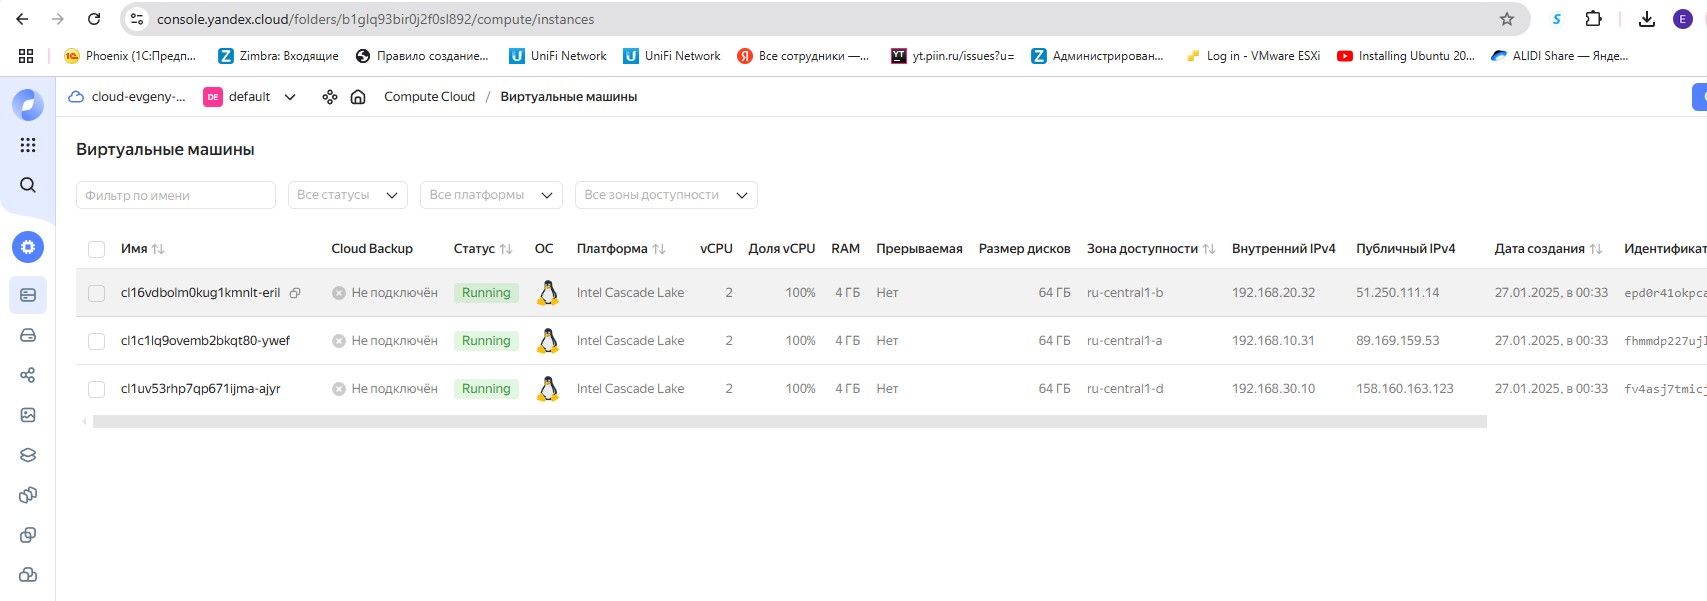 console.yandex.cloud/folders/b1glq93bir0j2f0sl892/compute/instances
Phoenix (1С:Предп... Zimbra: Входящие Правило создание... UniFi Network UniFi Network Все сотрудники —... yt.piin.ru/issues?u= Администрирован... Log in - VMware ESXi Installing Ubuntu 20... ALIDI Share — Янде...
cloud-evgeny-... DE default Compute Cloud / Виртуальные машины
Виртуальные машины
Фильтр по имени Все статусы Все платформы Все зоны доступности
Имя Cloud Backup Статус ОС Платформа vCPU Доля vCPU RAM Прерываемая Размер дисков Зона доступности Внутренний IPv4 Публичный IPv4 Дата создания Идентификат
cl16vdbolm0kug1kmnlt-eril Не подключён Running Intel Cascade Lake 2 100% 4 ГБ Нет 64 ГБ ru-central1-b 192.168.20.32 51.250.111.14 27.01.2025, в 00:33 epd0r41okpca
cl1c1lq9ovemb2bkqt80-ywef Не подключён Running Intel Cascade Lake 2 100% 4 ГБ Нет 64 ГБ ru-central1-a 192.168.10.31 89.169.159.53 27.01.2025, в 00:33 fhmmdp227ujl
cl1uv53rhp7qp671ijma-ajyr Не подключён Running Intel Cascade Lake 2 100% 4 ГБ Нет 64 ГБ ru-central1-d 192.168.30.10 158.160.163.123 27.01.2025, в 00:33 fv4asj7tmicj